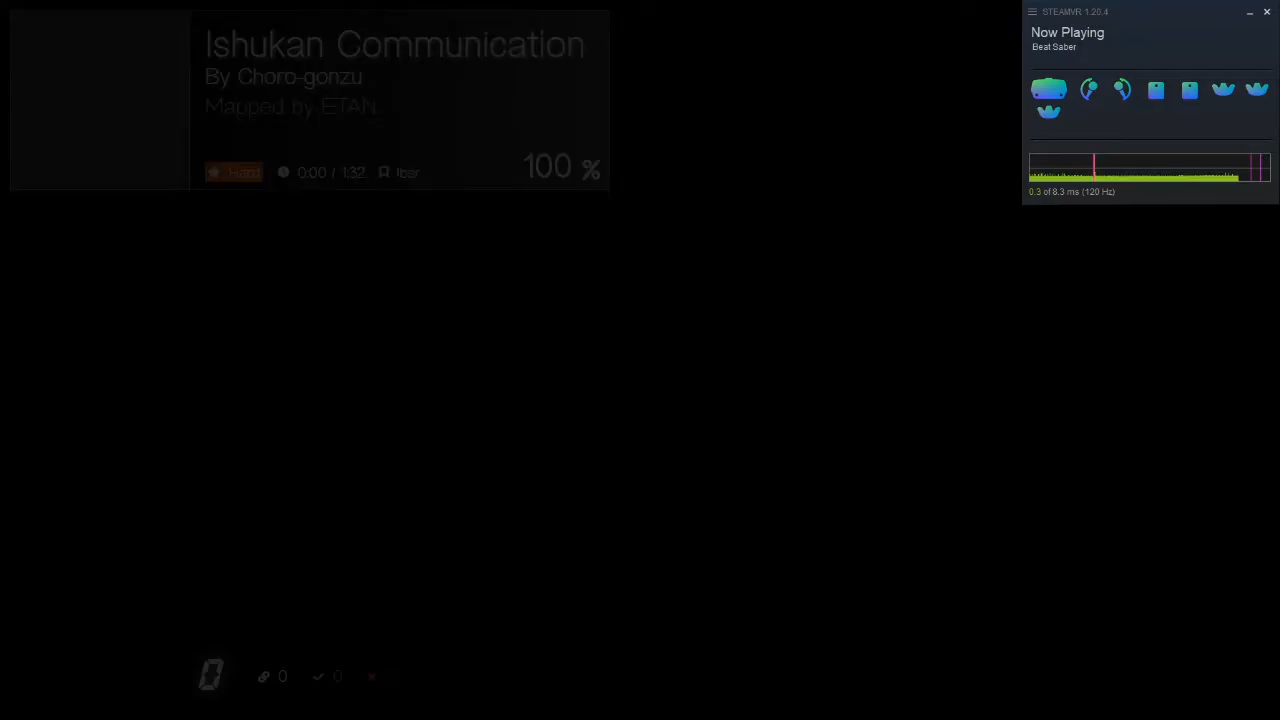 Ishukan Communication
By Choro-gonzu
Mapped by ETAN
Hard 0:00 / 1:32
100 %
STEAMVR 1.20.4
Now Playing
Beat Saber
0.3 of 8.3 ms (120 Hz)
0 0 0